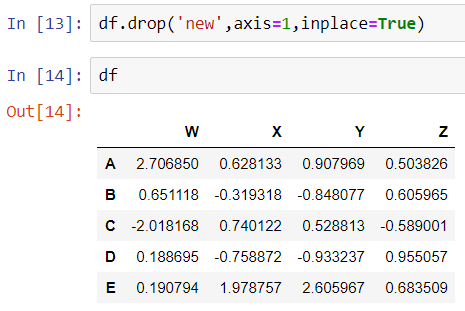 In [13]: df.drop('new',axis=1,inplace=True)
In [14]: df
Out[14]:
W X Y Z
A 2.706850 0.628133 0.907969 0.503826
B 0.651118 -0.319318 -0.848077 0.605965
C -2.018168 0.740122 0.528813 -0.589001
D 0.188695 -0.758872 -0.933237 0.955057
E 0.190794 1.978757 2.605967 0.683509